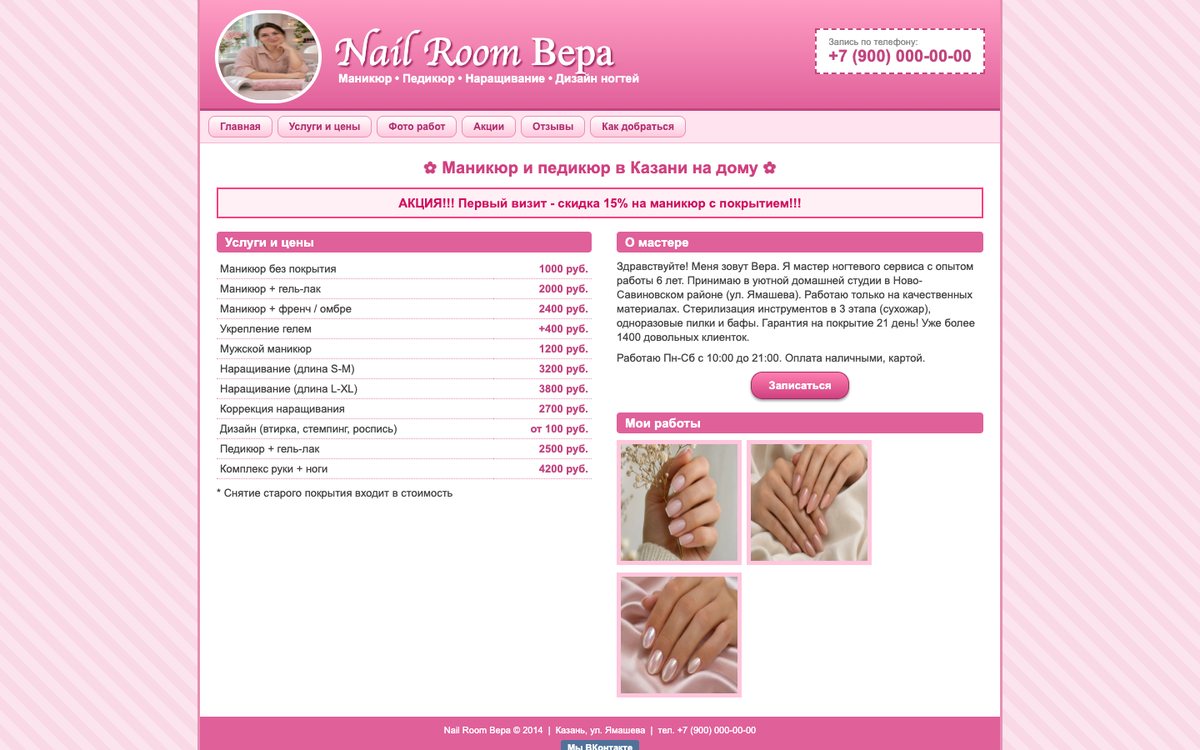 Nail Room Вера
Маникюр • Педикюр • Наращивание • Дизайн ногтей
Запись по телефону:
+7 (900) 000-00-00
Главная
Услуги и цены
Фото работ
Акции
Отзывы
Как добраться
✿ Маникюр и педикюр в Казани на дому ✿
АКЦИЯ!!! Первый визит - скидка 15% на маникюр с покрытием!!!
Услуги и цены
Маникюр без покрытия 1000 руб.
Маникюр + гель-лак 2000 руб.
Маникюр + френч / омбре 2400 руб.
Укрепление гелем +400 руб.
Мужской маникюр 1200 руб.
Наращивание (длина S-M) 3200 руб.
Наращивание (длина L-XL) 3800 руб.
Коррекция наращивания 2700 руб.
Дизайн (втирка, стемпинг, роспись) от 100 руб.
Педикюр + гель-лак 2500 руб.
Комплекс руки + ноги 4200 руб.
* Снятие старого покрытия входит в стоимость
О мастере
Здравствуйте! Меня зовут Вера. Я мастер ногтевого сервиса с опытом
работы 6 лет. Принимаю в уютной домашней студии в Ново-
Савиновском районе (ул. Ямашева). Работаю только на качественных
материалах. Стерилизация инструментов в 3 этапа (сухожар),
одноразовые пилки и бафы. Гарантия на покрытие 21 день! Уже более
1400 довольных клиенток.
Работаю Пн-Сб с 10:00 до 21:00. Оплата наличными, картой.
Записаться
Мои работы
Nail Room Вера © 2014 | Казань, ул. Ямашева | тел. +7 (900) 000-00-00
Мы ВКонтакте